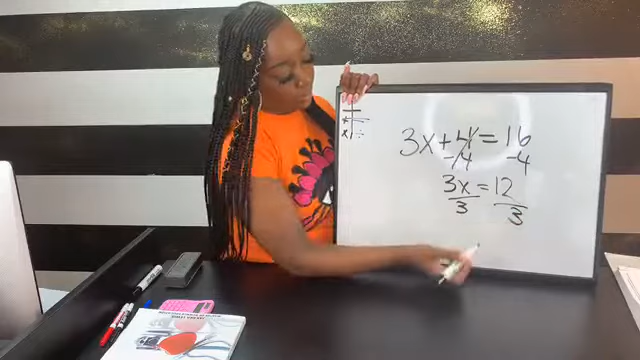 + -
x ÷
3x + 4 = 16
-4 -4
3x = 12
3 3